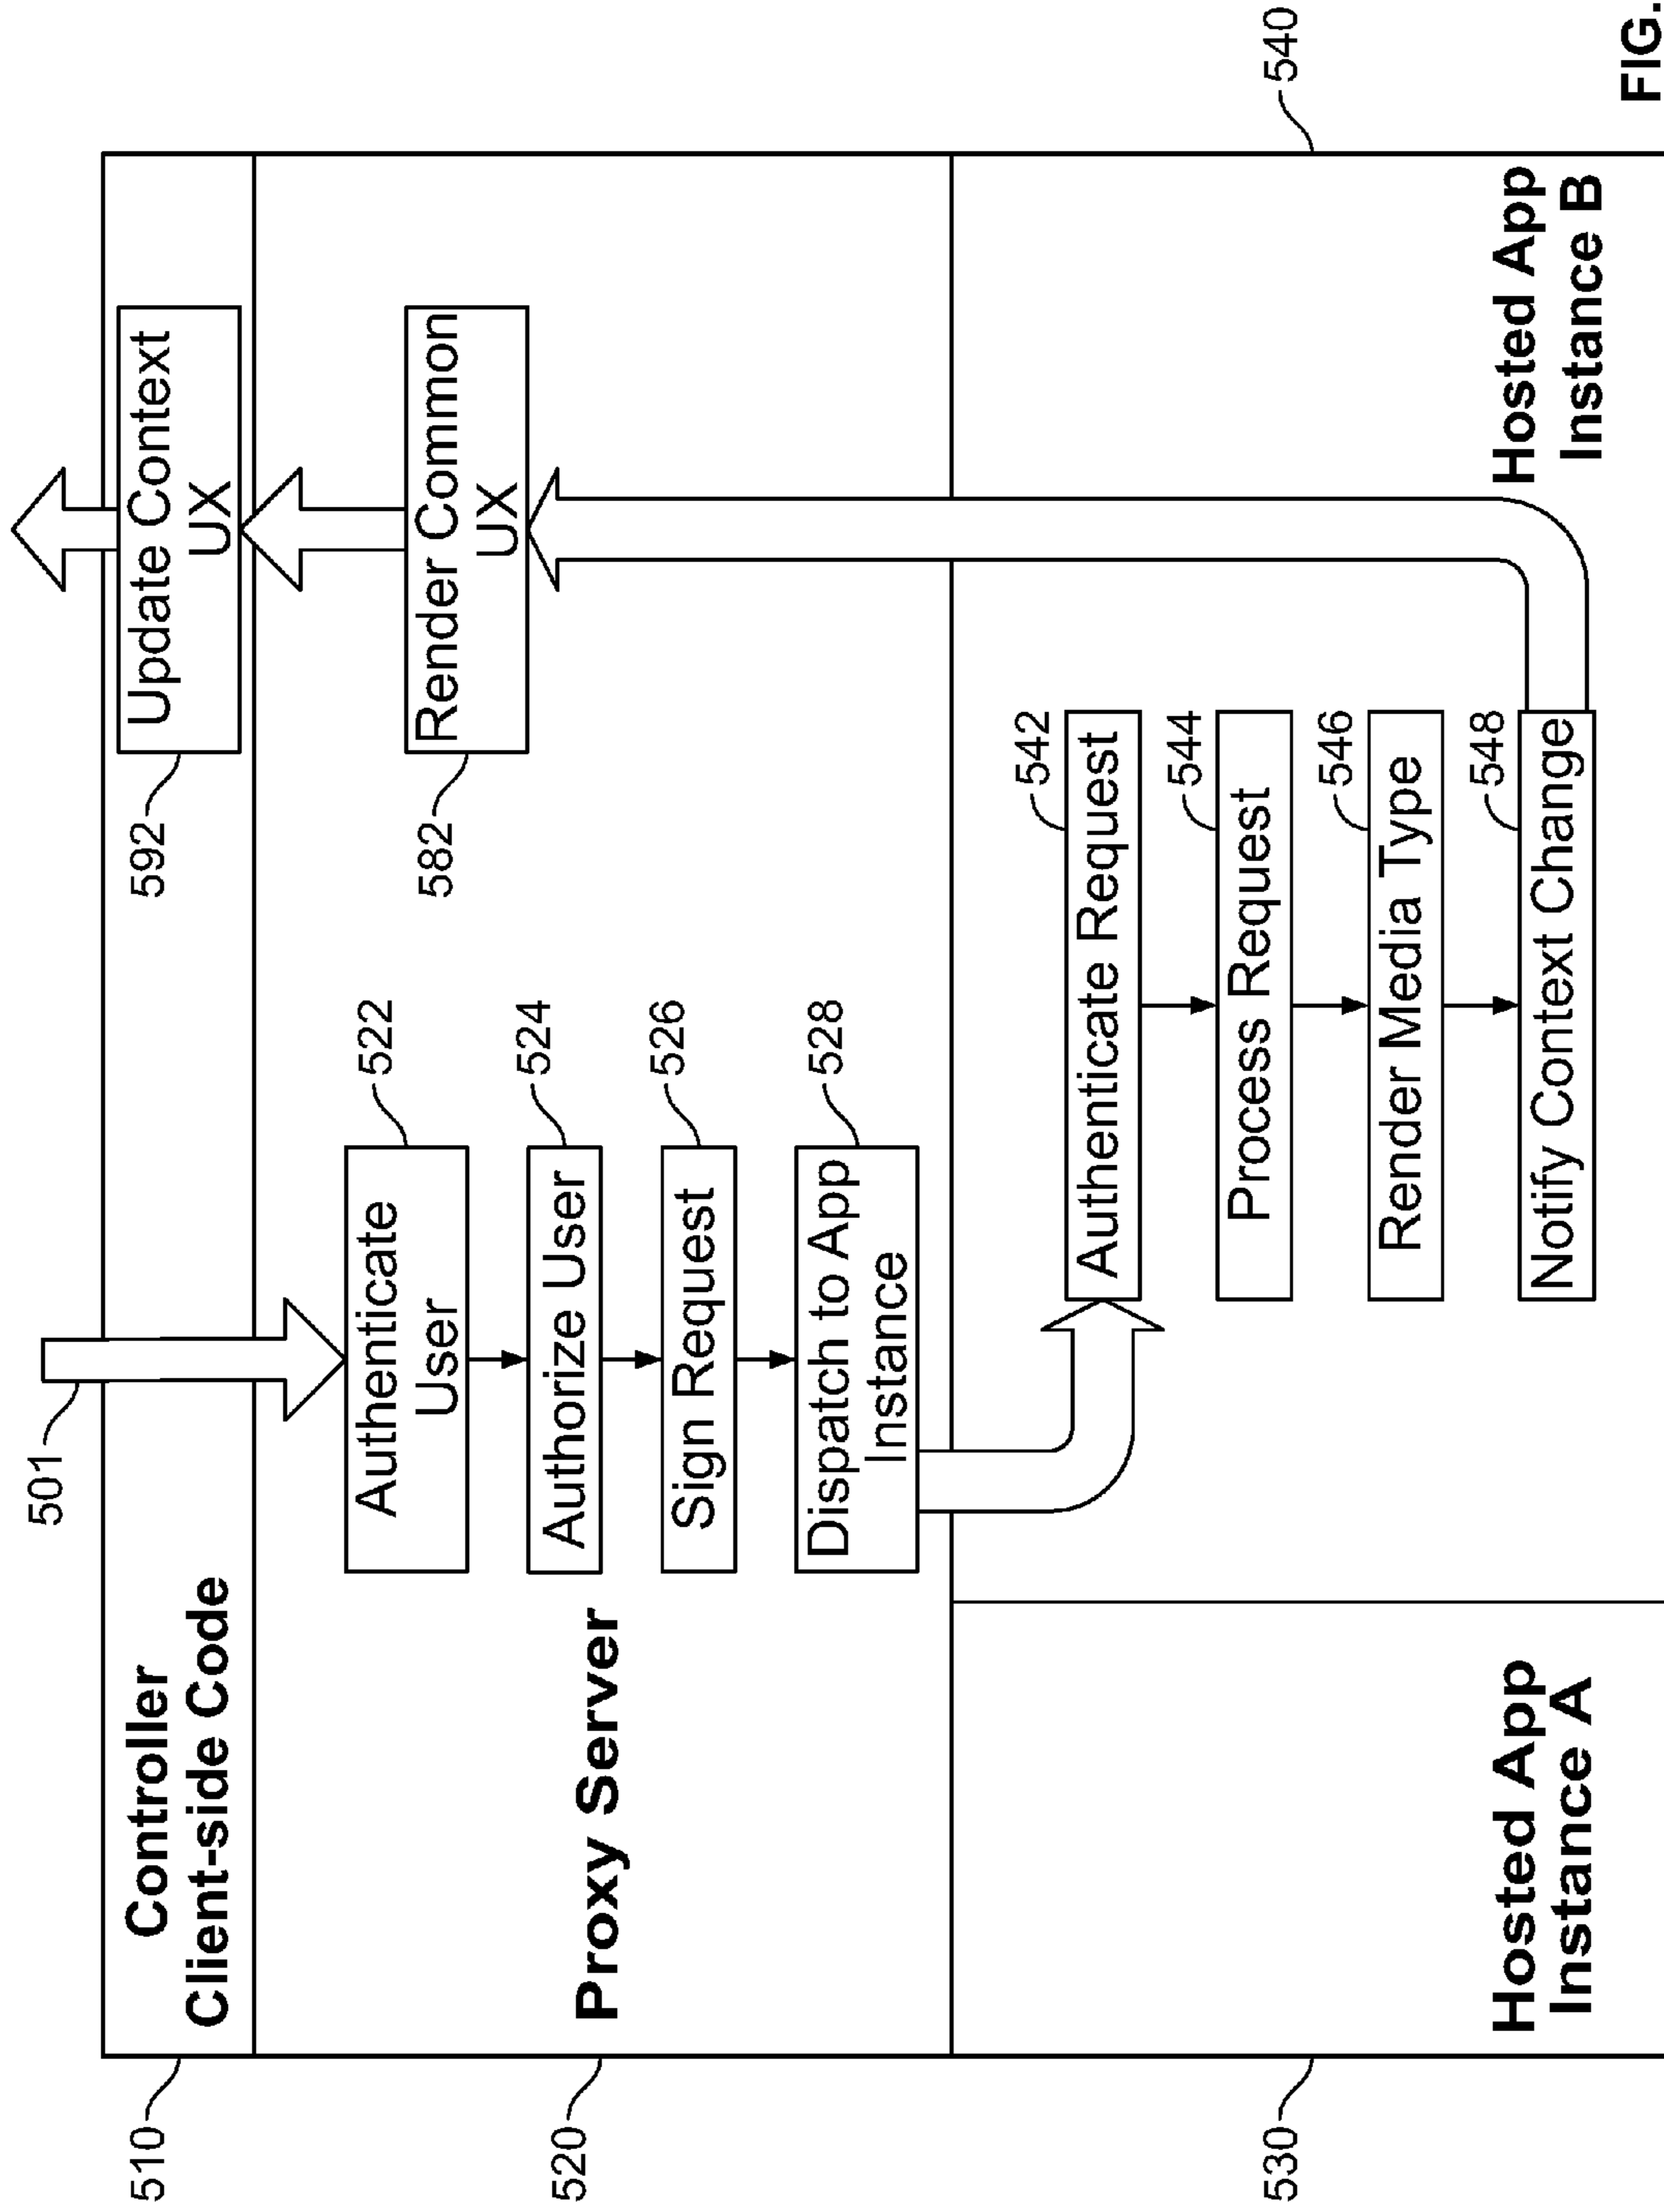 501
592
Update Context
UX
510
Controller
Client-side Code
522
Authenticate
User
582
Render Common
UX
524
Authorize User
520
Proxy Server
526
Sign Request
528
Dispatch to App
Instance
542
Authenticate Request
544
Process Request
546
Render Media Type
548
Notify Context Change
530
Hosted App
Instance A
540
Hosted App
Instance B
FIG.